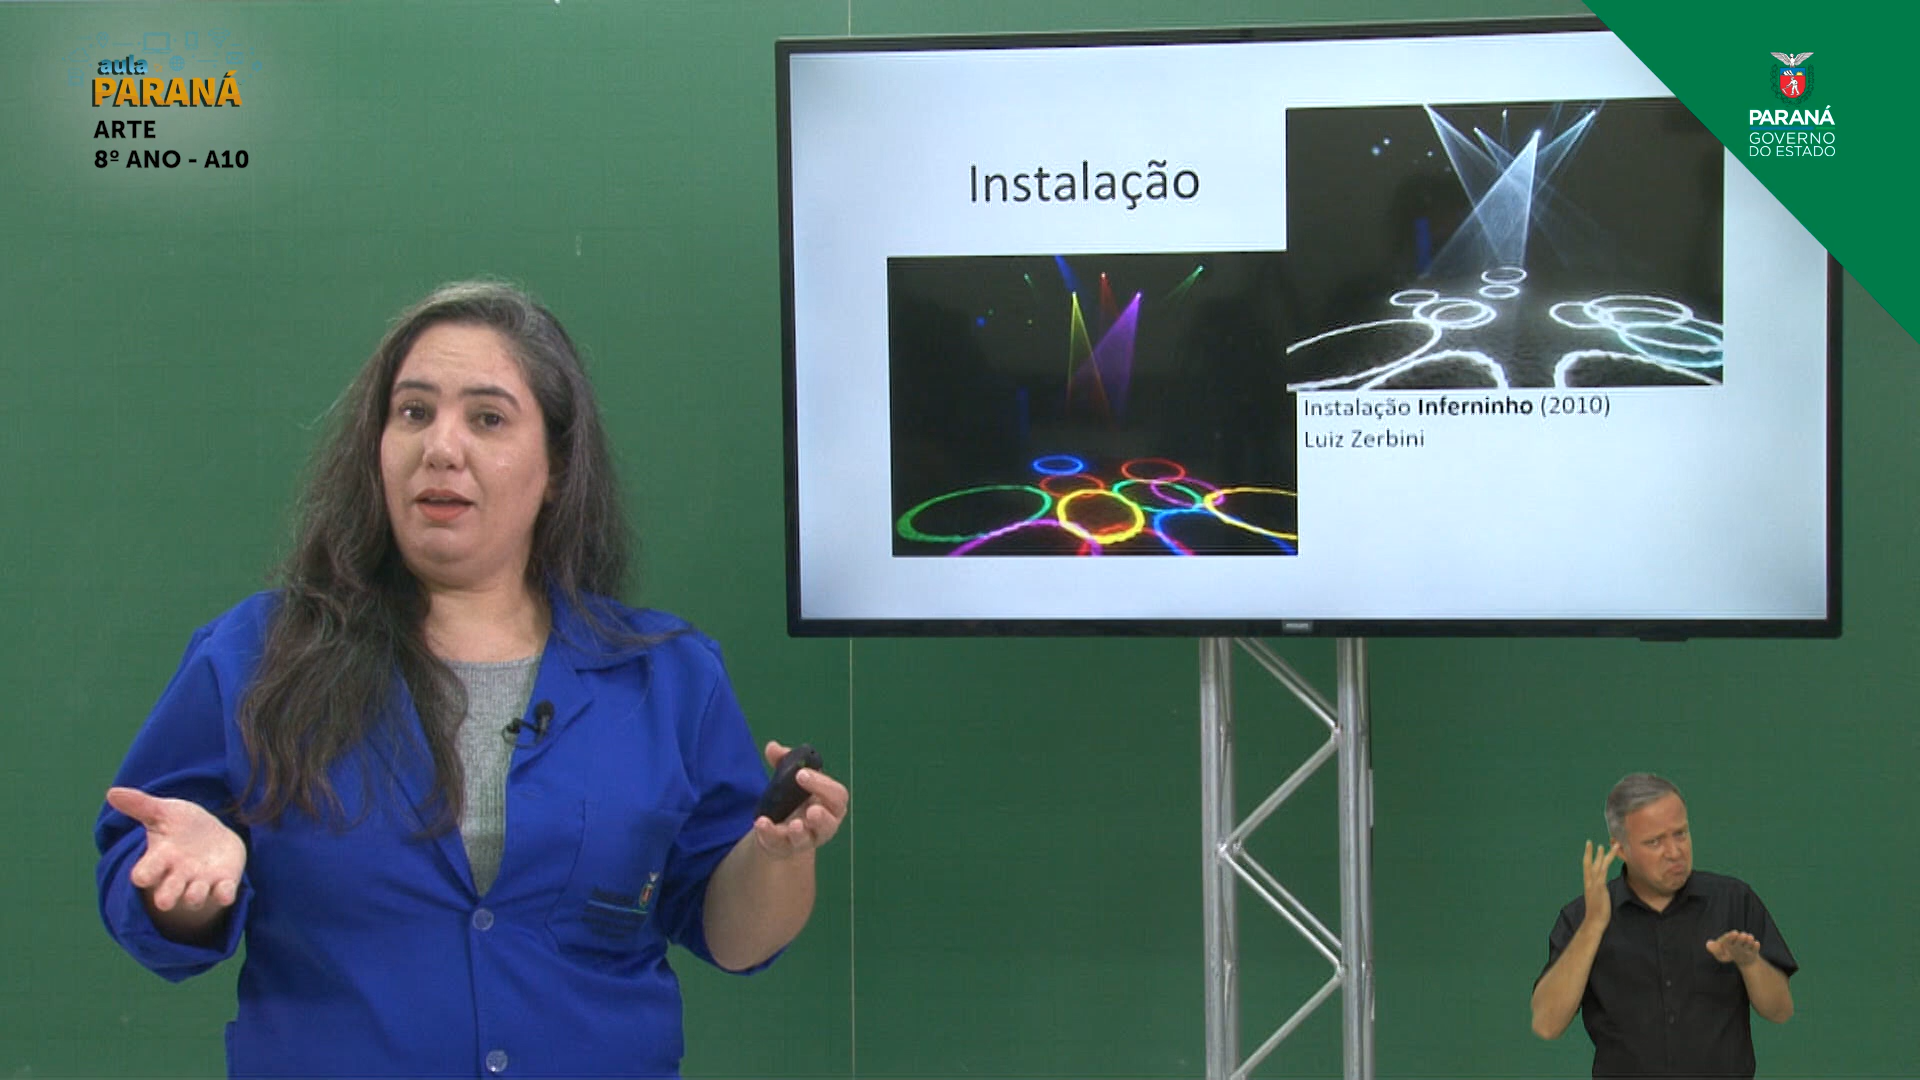 aula
PARANÁ
ARTE
8º ANO - A10
Instalação
Instalação Inferninho (2010)
Luiz Zerbini
PARANÁ
GOVERNO
DO ESTADO